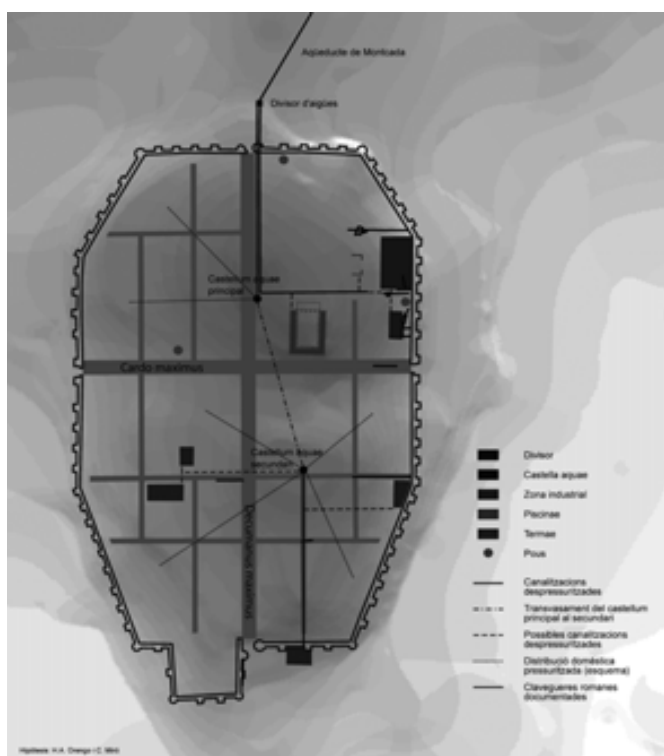 Aqüeducte de Montcada
Divisor d'aigües
Castellum aquae
principal
Cardo maximus
Castellum aquae
secundari
Decumanus maximus
Divisor
Castella aquae
Zona industrial
Piscinae
Termae
Pous
Canalitzacions
despressuritzades
Transvasament del castellum
principal al secundari
Possibles canalitzacions
despressuritzades
Distribució domèstica
pressuritzada (esquema)
Clavegueres romanes
documentades
Hipòtesis: H.A. Orengo i C. Miró